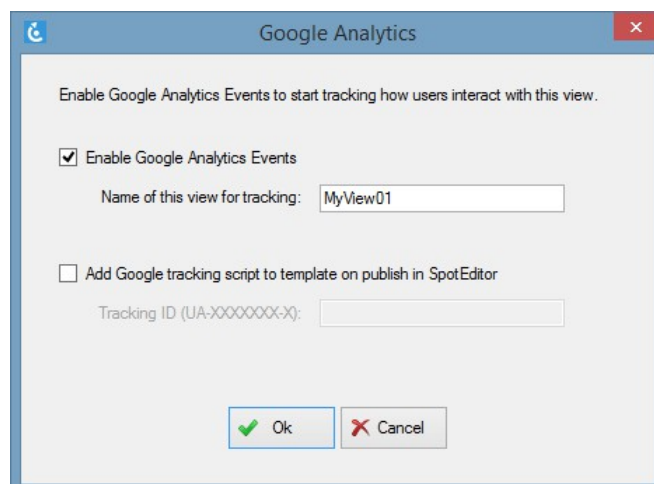 Google Analytics
Enable Google Analytics Events to start tracking how users interact with this view.
Enable Google Analytics Events
Name of this view for tracking: MyView01
Add Google tracking script to template on publish in SpotEditor
Tracking ID (UA-XXXXXXX-X):
Ok Cancel